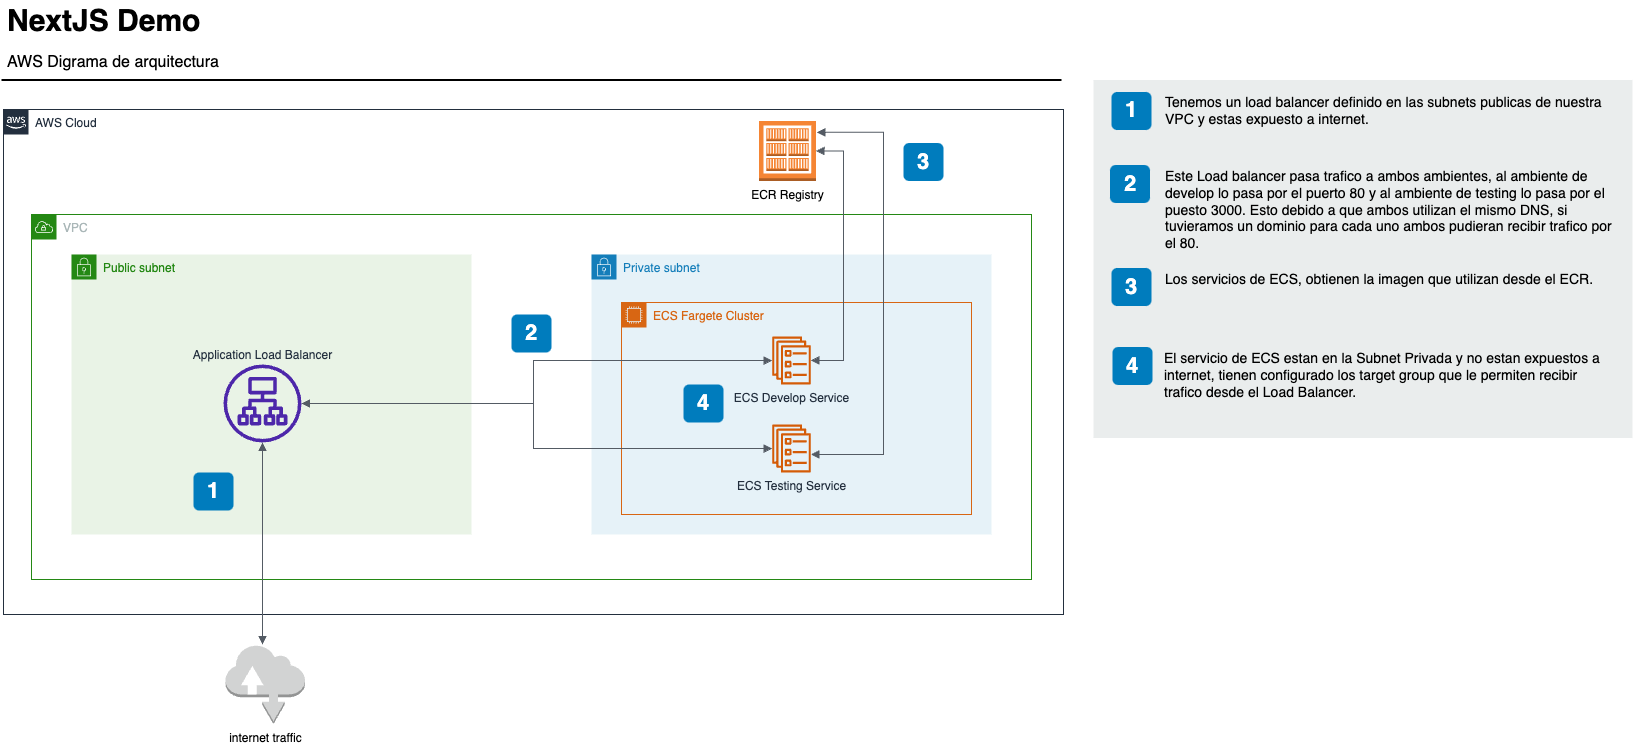 NextJS Demo
AWS Digrama de arquitectura
aws
AWS Cloud
ECR Registry
3
VPC
Public subnet
Private subnet
ECS Fargete Cluster
2
Application Load Balancer
4
ECS Develop Service
1
ECS Testing Service
internet traffic
1
Tenemos un load balancer definido en las subnets publicas de nuestra
VPC y estas expuesto a internet.
2
Este Load balancer pasa trafico a ambos ambientes, al ambiente de
develop lo pasa por el puerto 80 y al ambiente de testing lo pasa por el
puesto 3000. Esto debido a que ambos utilizan el mismo DNS, si
tuvieramos un dominio para cada uno ambos pudieran recibir trafico por
el 80.
3
Los servicios de ECS, obtienen la imagen que utilizan desde el ECR.
4
El servicio de ECS estan en la Subnet Privada y no estan expuestos a
internet, tienen configurado los target group que le permiten recibir
trafico desde el Load Balancer.